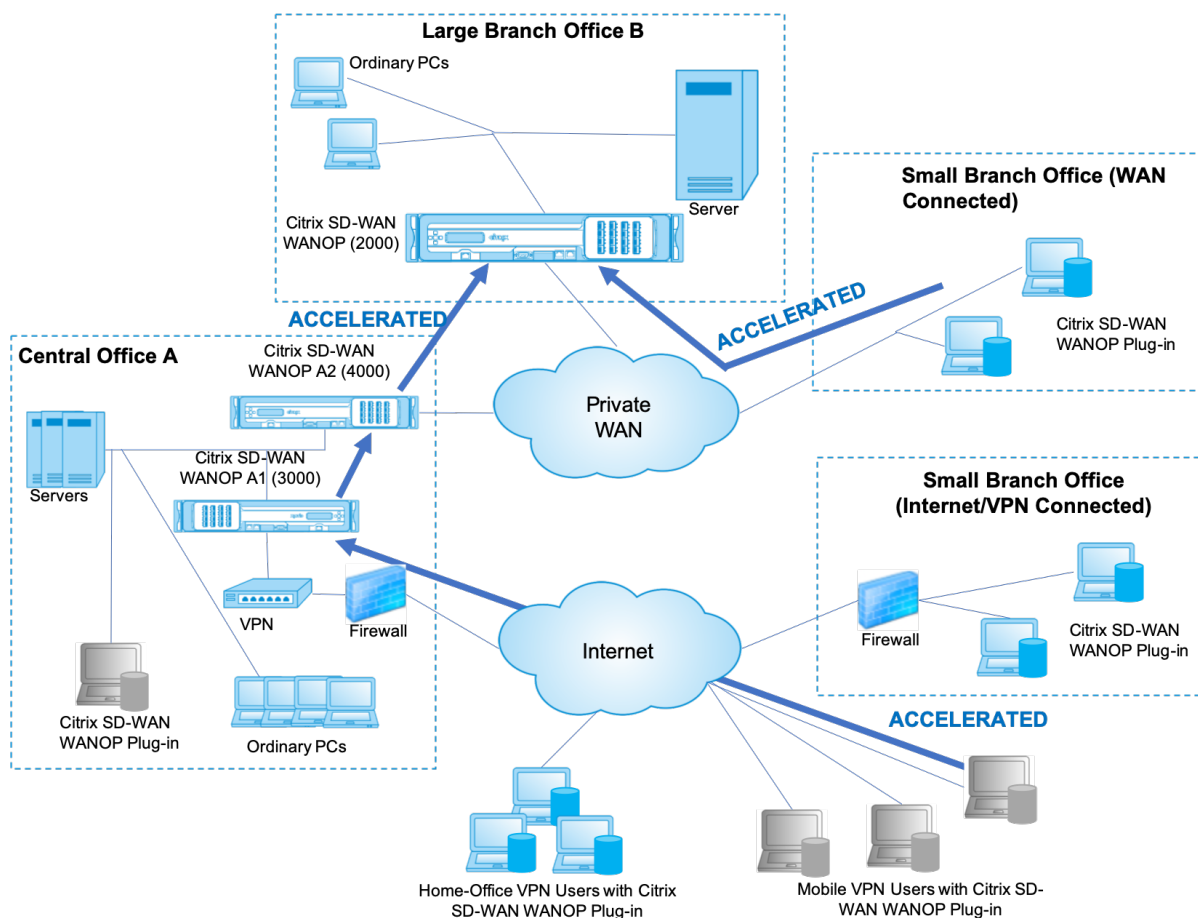 Large Branch Office B
Ordinary PCs
Server
Citrix SD-WAN
WANOP (2000)
Small Branch Office (WAN
Connected)
Citrix SD-WAN
WANOP Plug-in
ACCELERATED
ACCELERATED
Central Office A
Citrix SD-WAN
WANOP A2 (4000)
Private
WAN
Citrix SD-WAN
WANOP A1 (3000)
Servers
Small Branch Office
(Internet/VPN Connected)
VPN
Firewall
Internet
Firewall
Citrix SD-WAN
WANOP Plug-in
Citrix SD-WAN
WANOP Plug-in
Ordinary PCs
ACCELERATED
Home-Office VPN Users with Citrix
SD-WAN WANOP Plug-in
Mobile VPN Users with Citrix SD-
WAN WANOP Plug-in